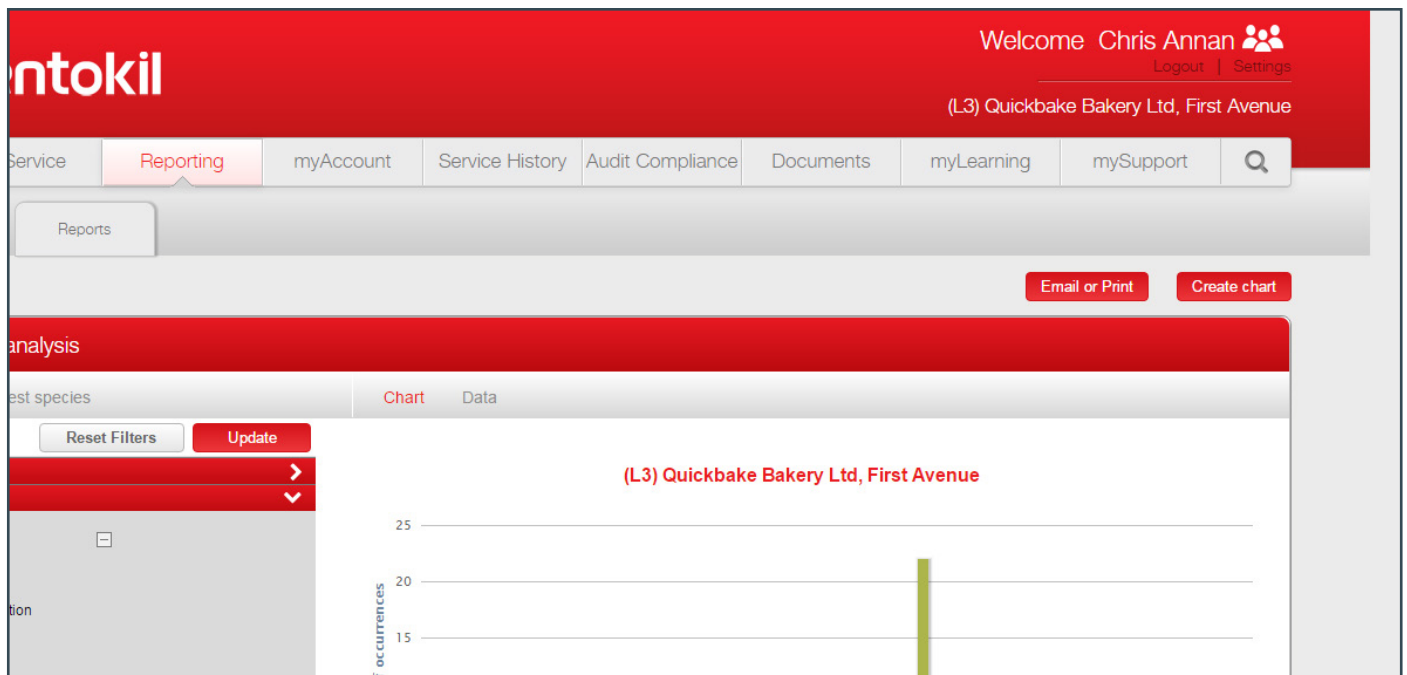 Welcome Chris Annan
ntokil
Logout | Settings
(L3) Quickbake Bakery Ltd, First Avenue
Service Reporting myAccount Service History Audit Compliance Documents myLearning mySupport
Reports
Email or Print Create chart
analysis
est species Chart Data
Reset Filters Update
(L3) Quickbake Bakery Ltd, First Avenue
25
20
tion
15
occurrences